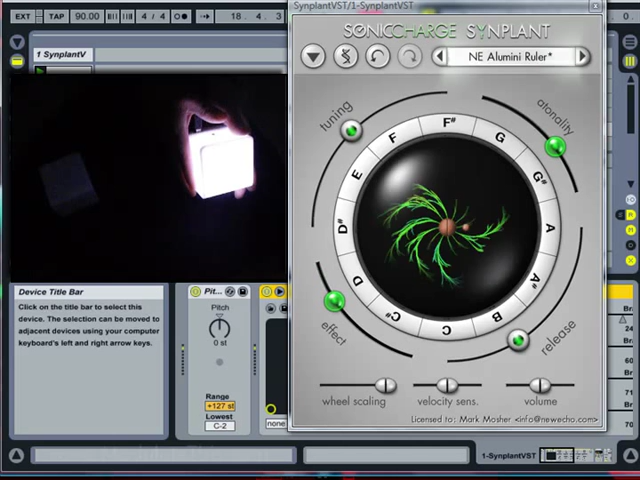 SynplantVST/1-SynplantVST
EXT TAP 90.00 4 / 4 18. 4. 3
1 SynplantV
SONICCHARGE SYNPLANT
NE Alumini Ruler*
tuning
atonality
F#
F
G
E
G#
D#
A
D
A#
C#
B
C
effect
release
wheel scaling velocity sens. volume
Licensed to: Mark Mosher <info@newecho.com>
Device Title Bar
Click on the title bar to select this
device. The selection can be moved to
adjacent devices using your computer
keyboard's left and right arrow keys.
Pit...
Pitch
0 st
Range
+127 st
Lowest
C-2
none
1-SynplantVST